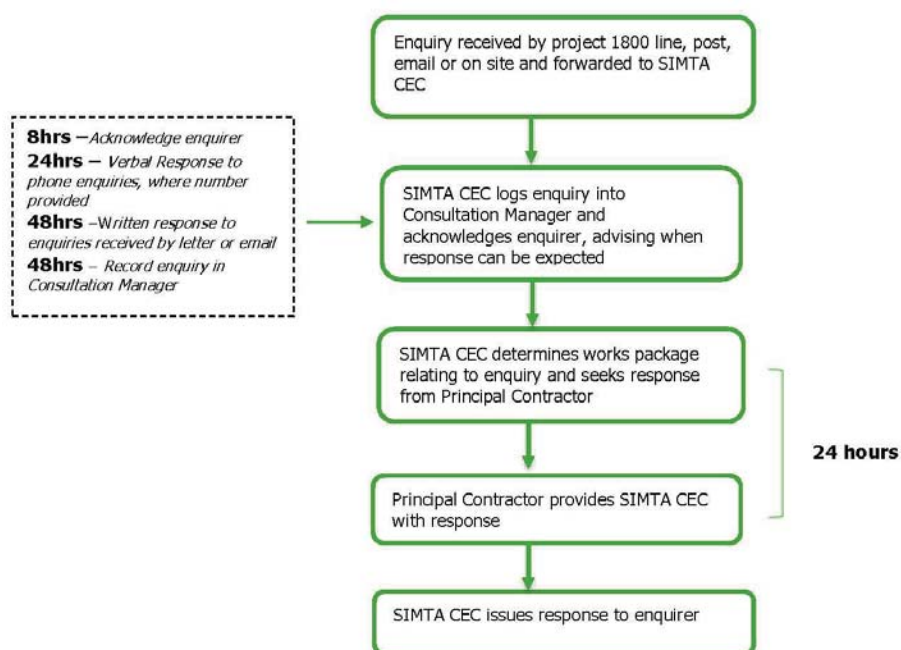 Enquiry received by project 1800 line, post,
email or on site and forwarded to SIMTA
CEC
8hrs –Acknowledge enquirer
24hrs – Verbal Response to
phone enquiries, where number
provided
48hrs –Written response to
enquiries received by letter or email
48hrs – Record enquiry in
Consultation Manager
SIMTA CEC logs enquiry into
Consultation Manager and
acknowledges enquirer, advising when
response can be expected
SIMTA CEC determines works package
relating to enquiry and seeks response
from Principal Contractor
24 hours
Principal Contractor provides SIMTA CEC
with response
SIMTA CEC issues response to enquirer